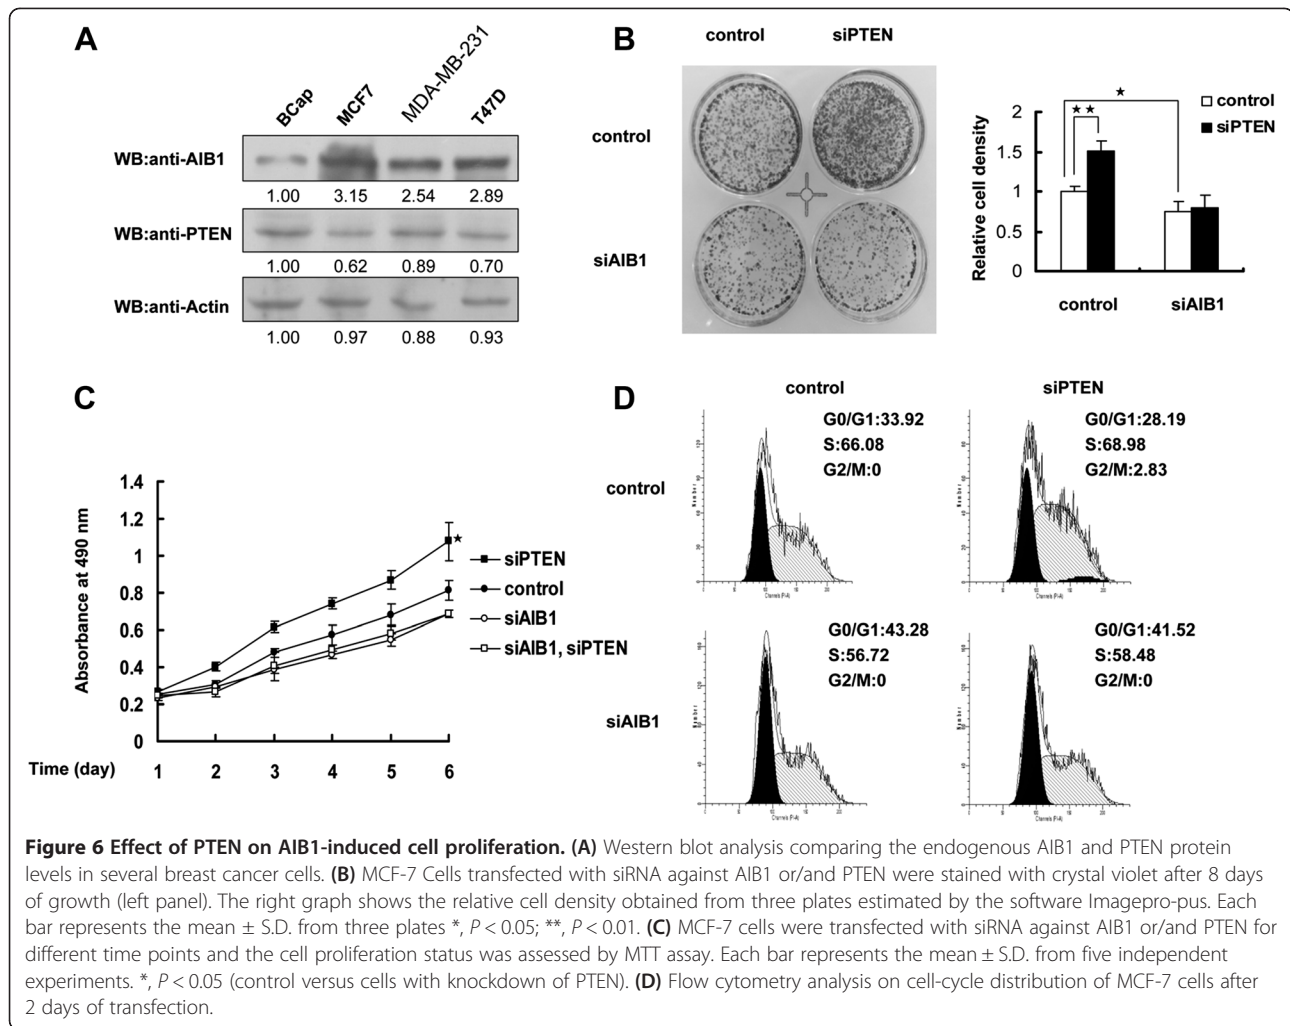 A
BCap
MCF7
MDA-MB-231
T47D
WB:anti-AIB1
1.00 3.15 2.54 2.89
WB:anti-PTEN
1.00 0.62 0.89 0.70
WB:anti-Actin
1.00 0.97 0.88 0.93
B
control siPTEN
control
siAIB1
Relative cell density
2
1.5
1
0.5
0
★★
★
control
siPTEN
control siAIB1
C
Absorbance at 490 nm
1.4
1.2
1
0.8
0.6
0.4
0.2
0
★
siPTEN
control
siAIB1
siAIB1, siPTEN
Time (day) 1 2 3 4 5 6
D
control siPTEN
control
G0/G1:33.92
S:66.08
G2/M:0
Number
Channels (PI-A)
G0/G1:28.19
S:68.98
G2/M:2.83
Number
Channels (PI-A)
siAIB1
G0/G1:43.28
S:56.72
G2/M:0
Number
Channels (PI-A)
G0/G1:41.52
S:58.48
G2/M:0
Number
Channels (PI-A)
Figure 6 Effect of PTEN on AIB1-induced cell proliferation. (A) Western blot analysis comparing the endogenous AIB1 and PTEN protein
levels in several breast cancer cells. (B) MCF-7 Cells transfected with siRNA against AIB1 or/and PTEN were stained with crystal violet after 8 days
of growth (left panel). The right graph shows the relative cell density obtained from three plates estimated by the software Imagepro-pus. Each
bar represents the mean ± S.D. from three plates *, P < 0.05; **, P < 0.01. (C) MCF-7 cells were transfected with siRNA against AIB1 or/and PTEN for
different time points and the cell proliferation status was assessed by MTT assay. Each bar represents the mean ± S.D. from five independent
experiments. *, P < 0.05 (control versus cells with knockdown of PTEN). (D) Flow cytometry analysis on cell-cycle distribution of MCF-7 cells after
2 days of transfection.